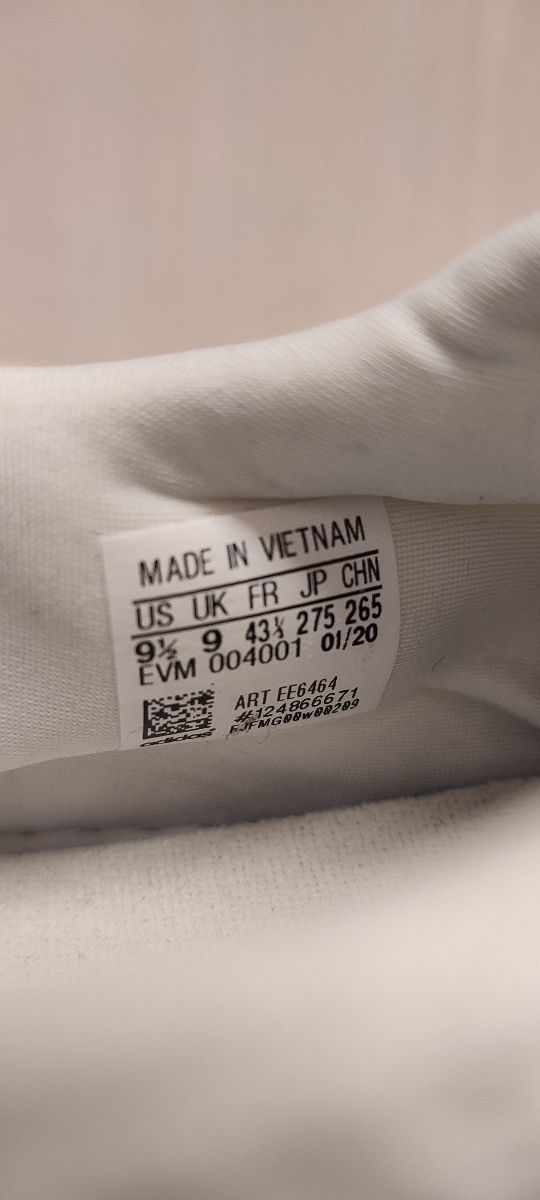 MADE IN VIETNAM
US UK FR JP CHN
9½ 9 43⅓ 275 265
EVM 004001 01/20
ART EE6464
#124866671
EJFMG00w00209
adidas